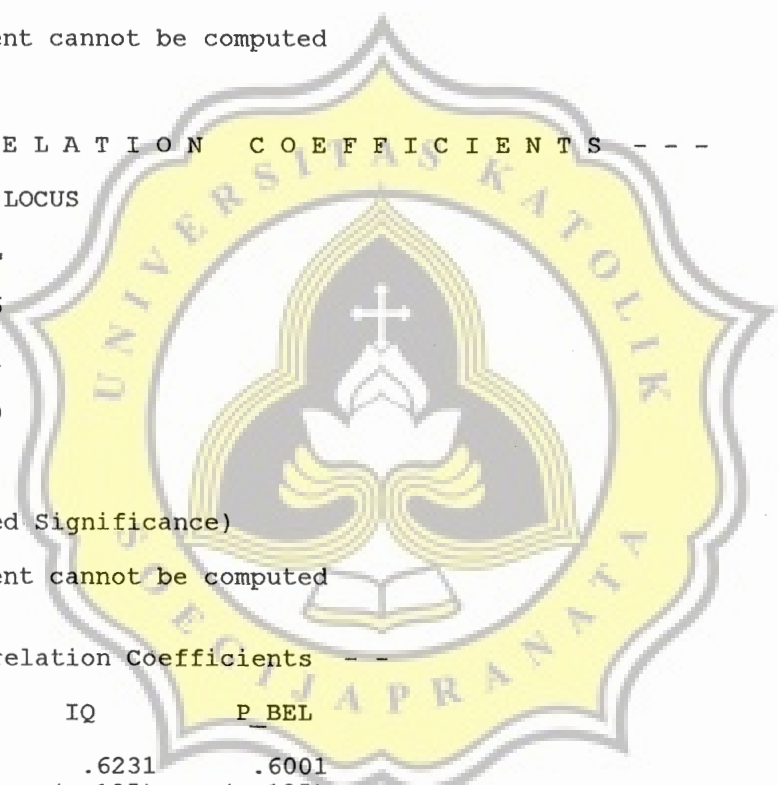 ent cannot be computed
E L A T I O N C O E F F I C I E N T S - - -
LOCUS
ed Significance)
ent cannot be computed
relation Coefficients - -
IQ P_BEL
.6231 .6001
UNIVERSITAS KATOLIK
SOEGIJAPRANATA